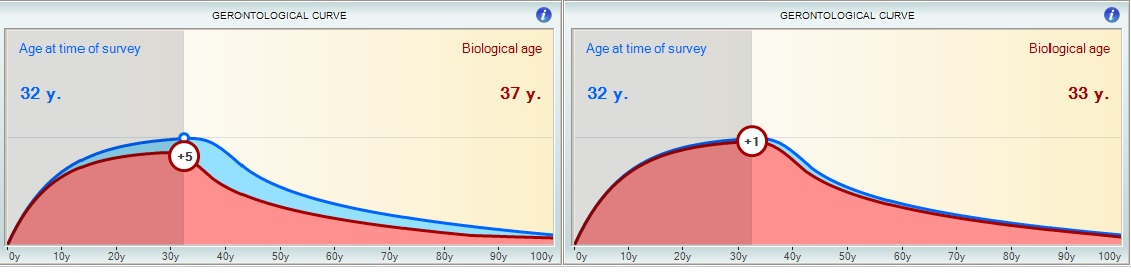 GERONTOLOGICAL CURVE
i
Age at time of survey Biological age
32 y. 37 y.
+5
0y 10y 20y 30y 40y 50y 60y 70y 80y 90y 100y
GERONTOLOGICAL CURVE
i
Age at time of survey Biological age
32 y. 33 y.
+1
0y 10y 20y 30y 40y 50y 60y 70y 80y 90y 100y